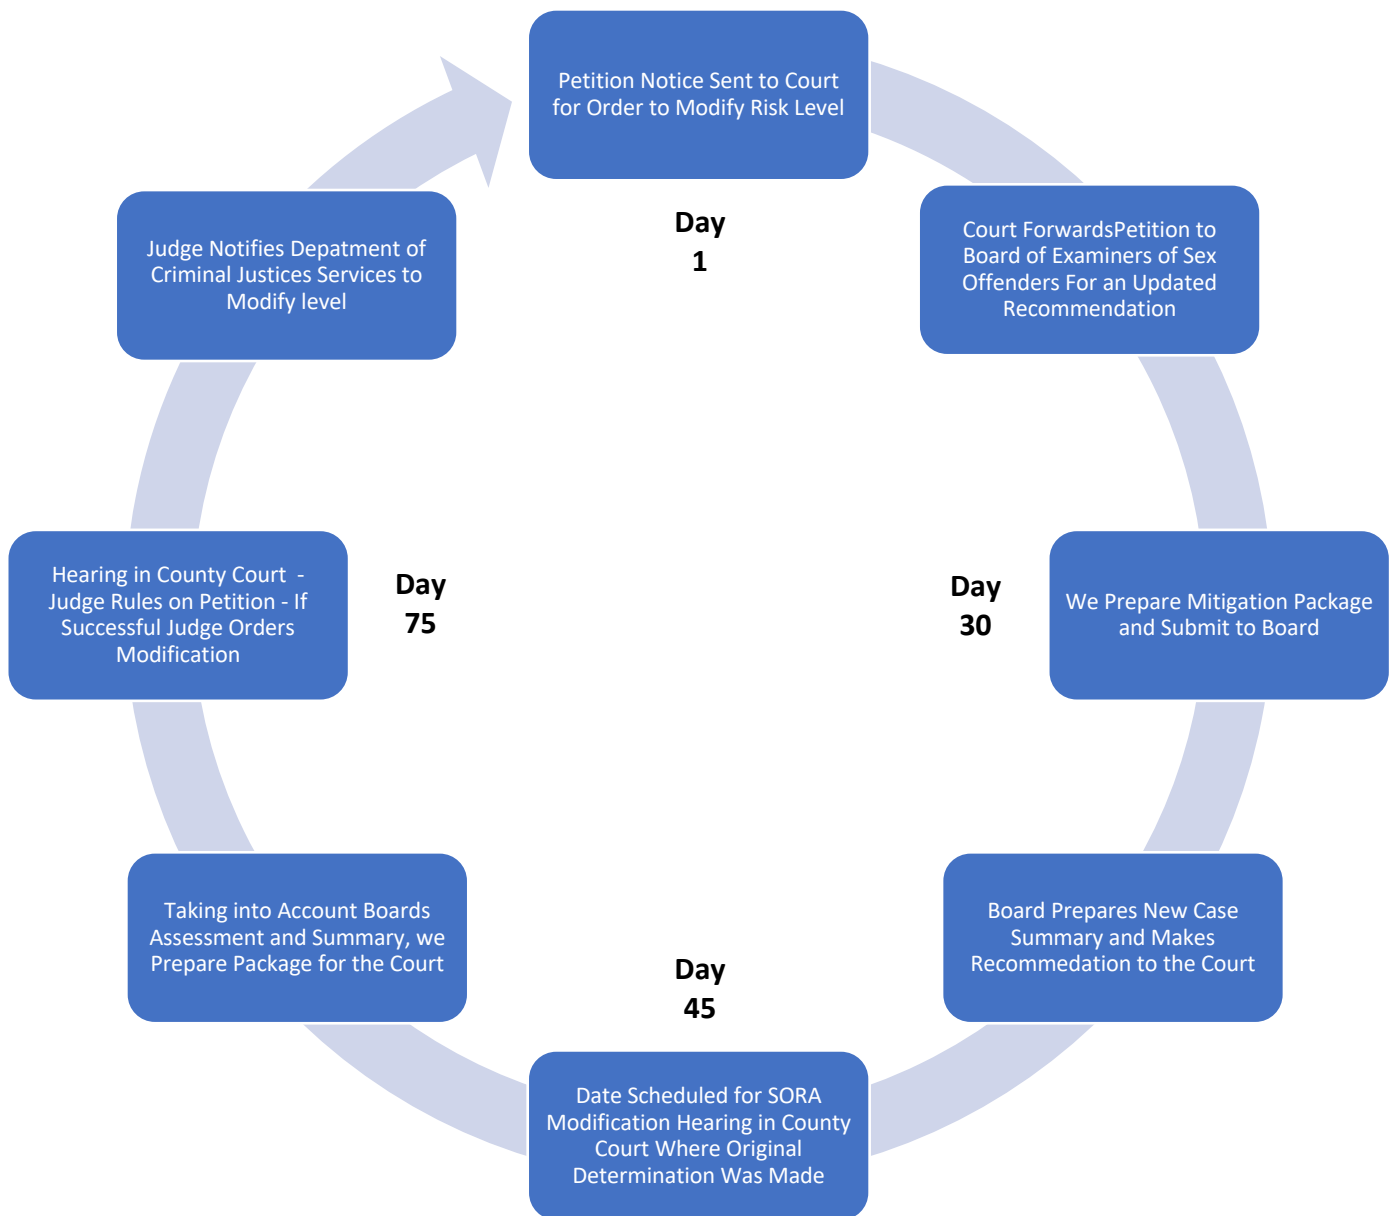 Petition Notice Sent to Court
for Order to Modify Risk Level
Day
1
Court ForwardsPetition to
Board of Examiners of Sex
Offenders For an Updated
Recommendation
We Prepare Mitigation Package
and Submit to Board
Day
30
Board Prepares New Case
Summary and Makes
Recommedation to the Court
Day
45
Date Scheduled for SORA
Modification Hearing in County
Court Where Original
Determination Was Made
Taking into Account Boards
Assessment and Summary, we
Prepare Package for the Court
Hearing in County Court -
Judge Rules on Petition - If
Successful Judge Orders
Modification
Day
75
Judge Notifies Depatment of
Criminal Justices Services to
Modify level